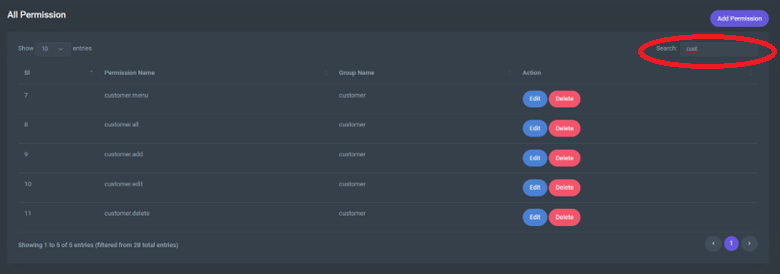 All Permission
Add Permission
Show 10 entries
Search: cust
Sl Permission Name Group Name Action
7 customer.menu customer Edit Delete
8 customer.all customer Edit Delete
9 customer.add customer Edit Delete
10 customer.edit customer Edit Delete
11 customer.delete customer Edit Delete
Showing 1 to 5 of 5 entries (filtered from 28 total entries)
‹ 1 ›